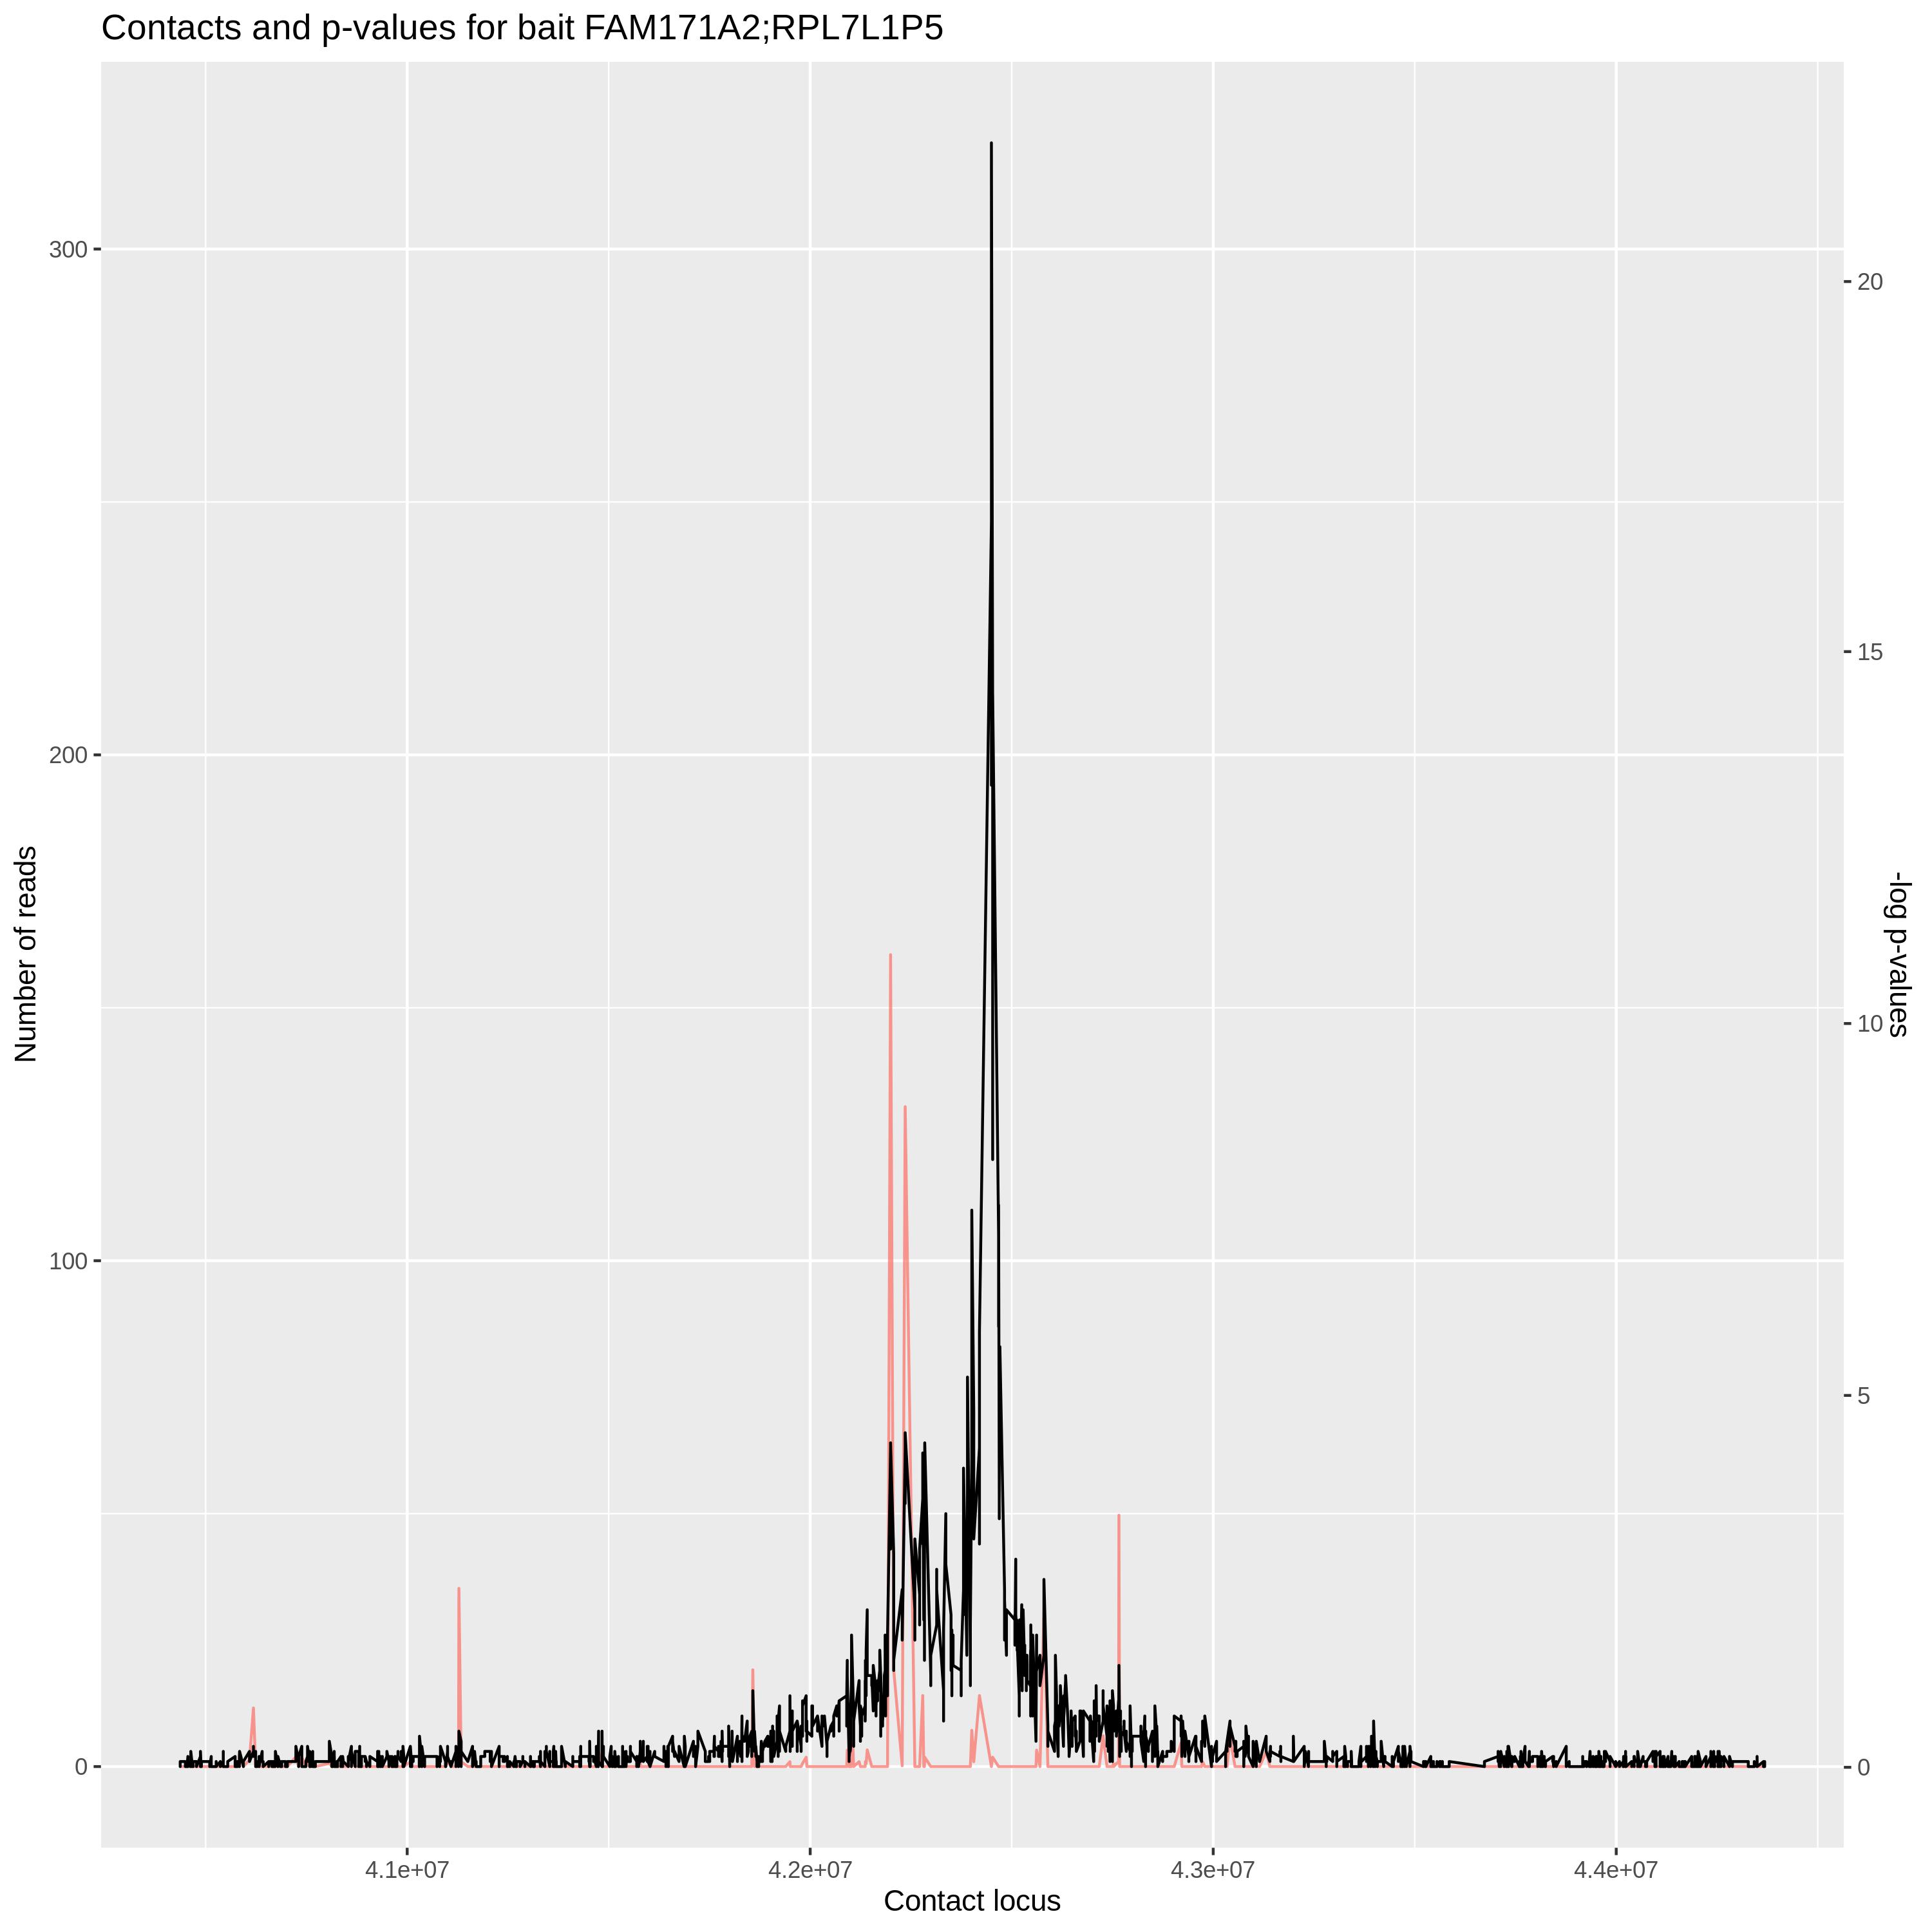 Contacts and p-values for bait FAM171A2;RPL7L1P5
300
200
100
0
Number of reads
20
15
10
5
0
-log p-values
4.1e+07
4.2e+07
4.3e+07
4.4e+07
Contact locus